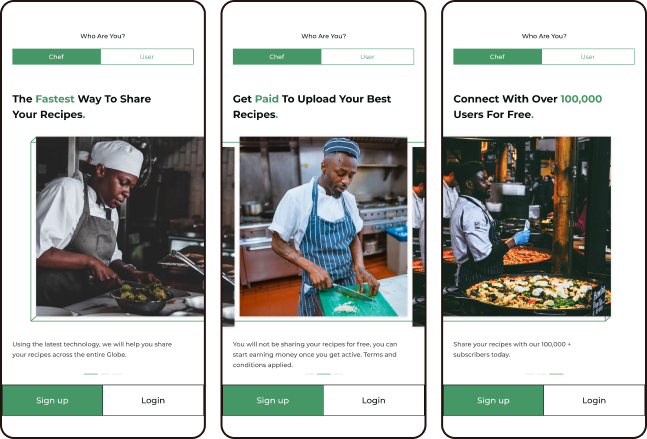 Who Are You?
Chef
User
The Fastest Way To Share
Your Recipes.
Using the latest technology, we will help you share
your recipes across the entire Globe.
Sign up
Login
Who Are You?
Chef
User
Get Paid To Upload Your Best
Recipes.
You will not be sharing your recipes for free, you can
start earning money once you get active. Terms and
conditions applied.
Sign up
Login
Who Are You?
Chef
User
Connect With Over 100,000
Users For Free.
Share your recipes with our 100,000 +
subscribers today.
Sign up
Login